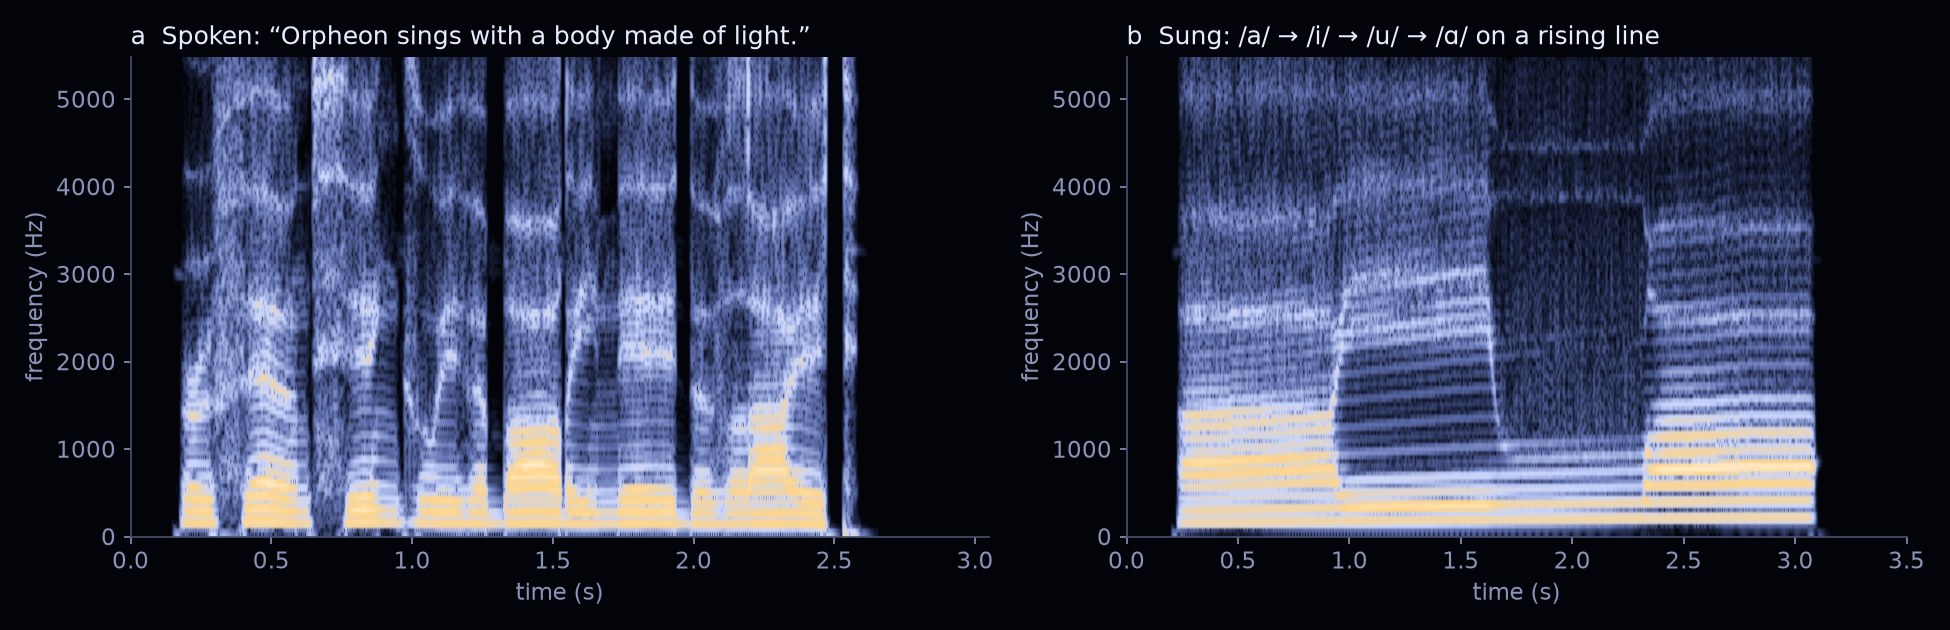 a Spoken: “Orpheon sings with a body made of light.”
5000
4000
3000
2000
1000
0
frequency (Hz)
0.0 0.5 1.0 1.5 2.0 2.5 3.0
time (s)
b Sung: /a/ → /i/ → /u/ → /ɑ/ on a rising line
5000
4000
3000
2000
1000
0
frequency (Hz)
0.0 0.5 1.0 1.5 2.0 2.5 3.0 3.5
time (s)